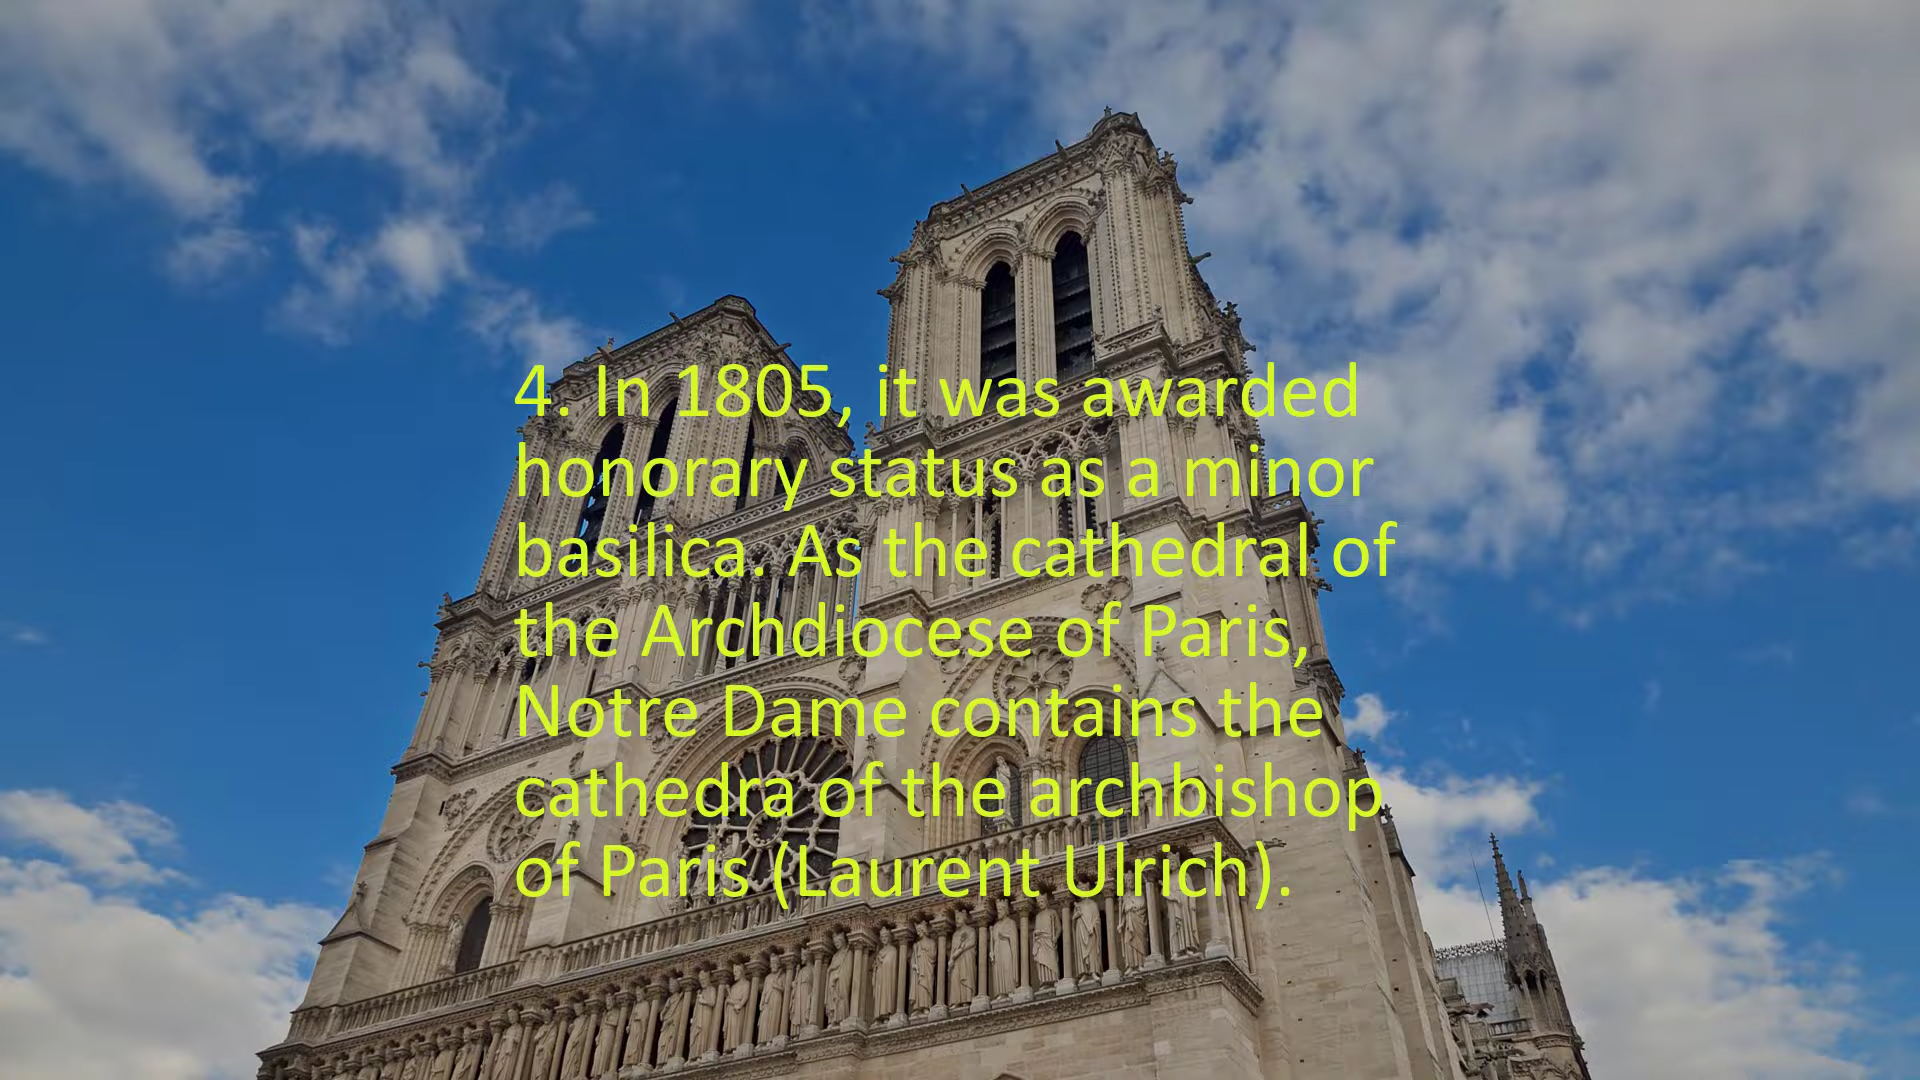 4. In 1805, it was awarded
honorary status as a minor
basilica. As the cathedral of
the Archdiocese of Paris,
Notre Dame contains the
cathedra of the archbishop
of Paris (Laurent Ulrich).